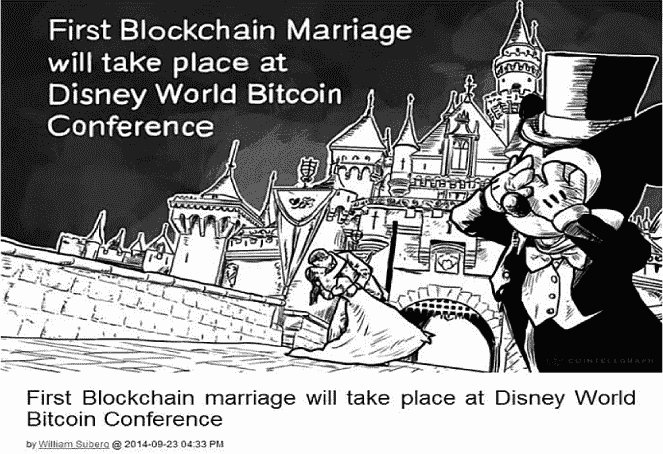 First Blockchain Marriage
will take place at
Disney World Bitcoin
Conference
COINTELEGRAPH
First Blockchain marriage will take place at Disney World
Bitcoin Conference
by William Suberg @ 2014-09-23 04:33 PM